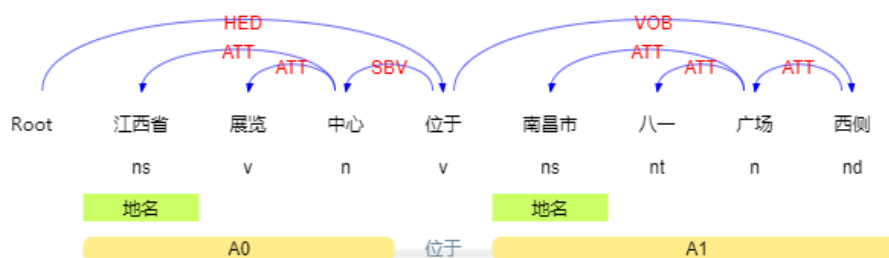 HED VOB
ATT ATT
ATT SBV ATT ATT
Root 江西省 展览 中心 位于 南昌市 八一 广场 西侧
ns v n v ns nt n nd
地名 地名
A0 位于 A1